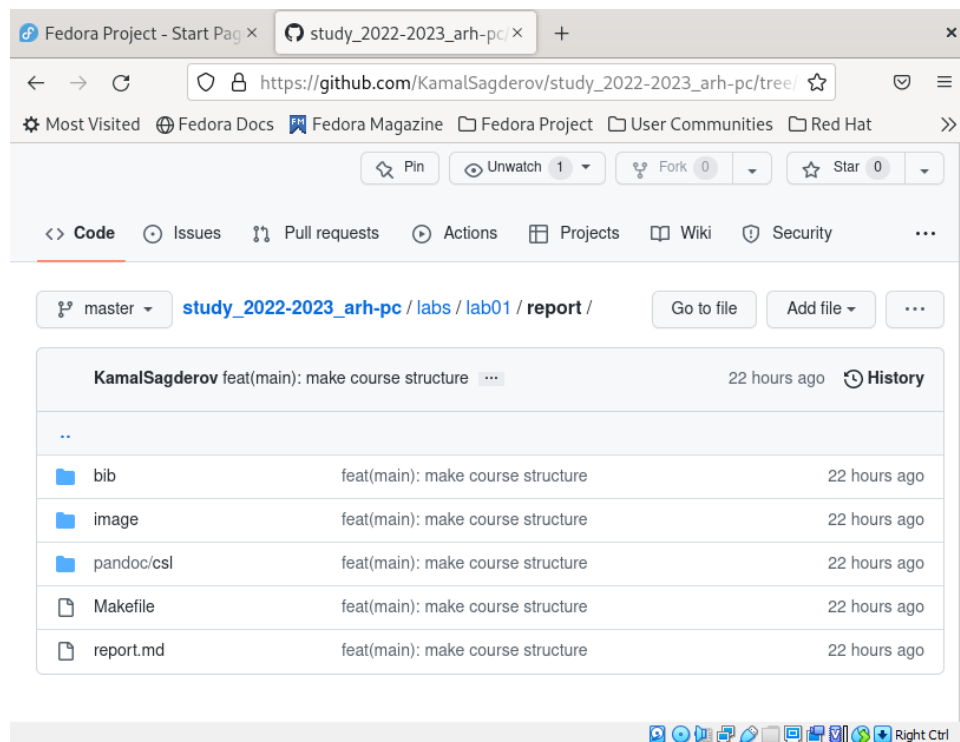 Fedora Project - Start Pag
study_2022-2023_arh-pc/
https://github.com/KamalSagderov/study_2022-2023_arh-pc/tree/
Most Visited Fedora Docs Fedora Magazine Fedora Project User Communities Red Hat
Pin Unwatch 1 Fork 0 Star 0
<> Code Issues Pull requests Actions Projects Wiki Security ...
master study_2022-2023_arh-pc / labs / lab01 / report / Go to file Add file ...
KamalSagderov feat(main): make course structure ... 22 hours ago History
..
bib feat(main): make course structure 22 hours ago
image feat(main): make course structure 22 hours ago
pandoc/csl feat(main): make course structure 22 hours ago
Makefile feat(main): make course structure 22 hours ago
report.md feat(main): make course structure 22 hours ago
Right Ctrl